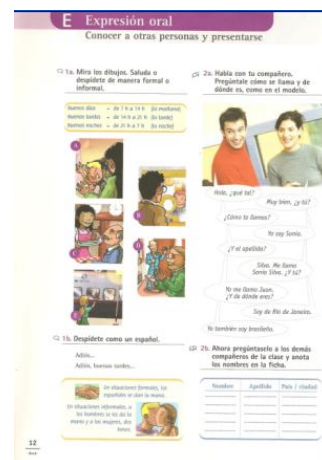 E Expresión oral
Conocer a otras personas y presentarse
1a. Mira los dibujos. Saluda o
despídete de manera formal o
informal.
Buenos días = de 7 h a 14 h (la mañana)
Buenas tardes = de 14 h a 21 h (la tarde)
Buenas noches = de 21 h a 7 h (la noche)
A
B
C
D
E
1b. Despídete como un español.
Adiós...
Adiós, buenas tardes...
En situaciones formales, los
españoles se dan la mano.
En situaciones informales, a
los hombres se les da la
mano y a las mujeres, dos
besos.
12
2a. Habla con tu compañero.
Pregúntale cómo se llama y de
dónde es, como en el modelo.
Hola, ¿qué tal?
Muy bien, ¿y tú?
¿Cómo te llamas?
Yo soy Sonia.
¿Y el apellido?
Silba. Me llamo
Sonia Silba. ¿Y tú?
Yo me llamo Juan.
¿Y de dónde eres?
Soy de Río de Janeiro.
Yo también soy brasileño.
2b. Ahora pregúntaselo a los demás
compañeros de la clase y anota
los nombres en la ficha.
Nombre Apellido País / ciudad